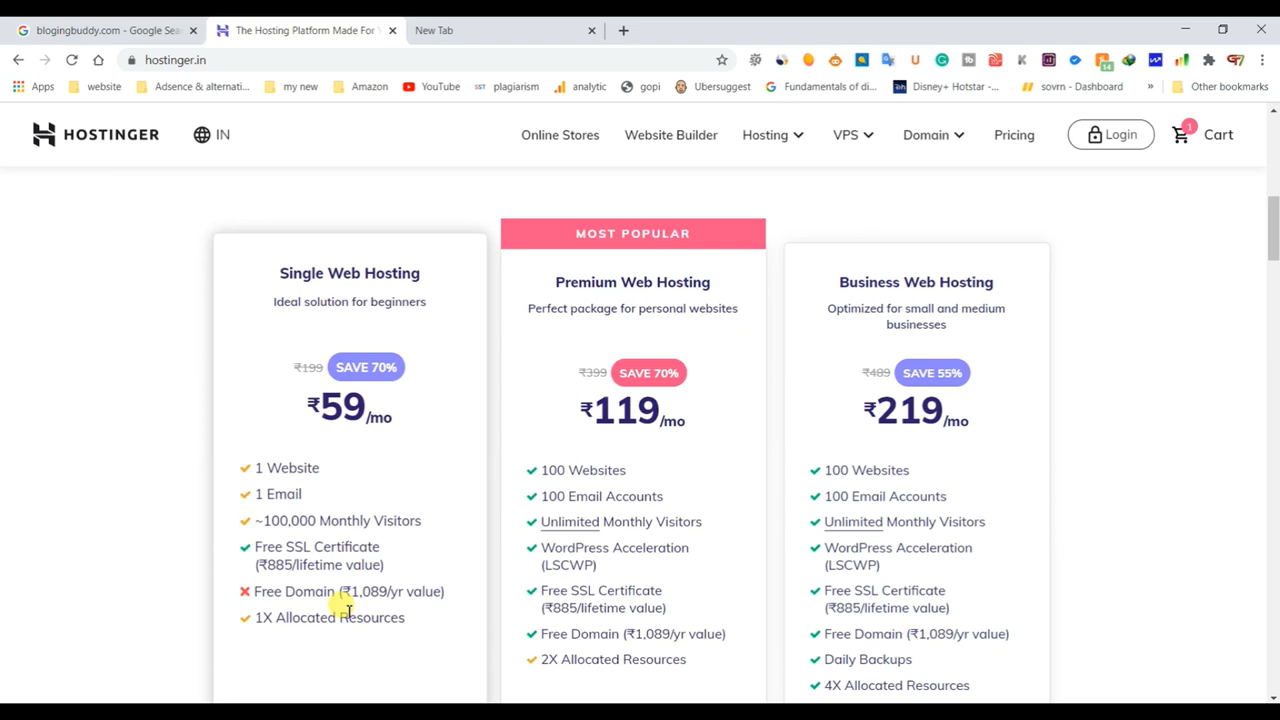 blogingbuddy.com - Google Sea
The Hosting Platform Made For
New Tab
hostinger.in
14
Apps
website
Adsence & alternati...
my new
Amazon
YouTube
SST plagiarism
analytic
gopi
Ubersuggest
Fundamentals of di...
Disney+ Hotstar -...
sovrn - Dashboard
»
Other bookmarks
HOSTINGER
IN
Online Stores
Website Builder
Hosting
VPS
Domain
Pricing
Login
1
Cart
Single Web Hosting
Ideal solution for beginners
₹199 SAVE 70%
₹59/mo
1 Website
1 Email
~100,000 Monthly Visitors
Free SSL Certificate
(₹885/lifetime value)
Free Domain (₹1,089/yr value)
1X Allocated Resources
MOST POPULAR
Premium Web Hosting
Perfect package for personal websites
₹399 SAVE 70%
₹119/mo
100 Websites
100 Email Accounts
Unlimited Monthly Visitors
WordPress Acceleration
(LSCWP)
Free SSL Certificate
(₹885/lifetime value)
Free Domain (₹1,089/yr value)
2X Allocated Resources
Business Web Hosting
Optimized for small and medium
businesses
₹489 SAVE 55%
₹219/mo
100 Websites
100 Email Accounts
Unlimited Monthly Visitors
WordPress Acceleration
(LSCWP)
Free SSL Certificate
(₹885/lifetime value)
Free Domain (₹1,089/yr value)
Daily Backups
4X Allocated Resources